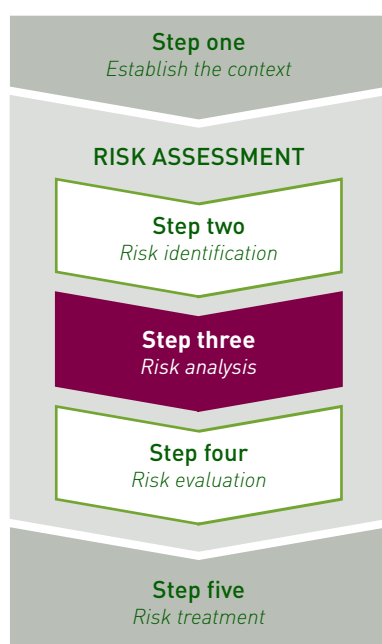 Step one
Establish the context
RISK ASSESSMENT
Step two
Risk identification
Step three
Risk analysis
Step four
Risk evaluation
Step five
Risk treatment